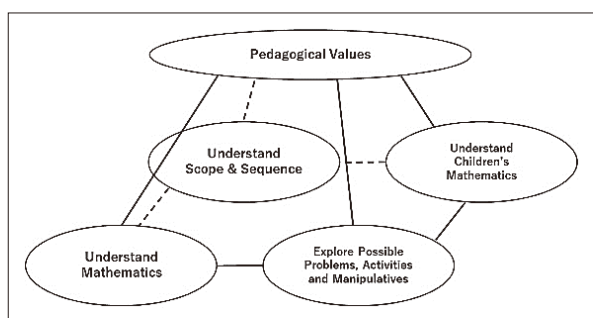 Pedagogical Values
Understand
Scope & Sequence
Understand
Children's
Mathematics
Understand
Mathematics
Explore Possible
Problems, Activities
and Manipulatives